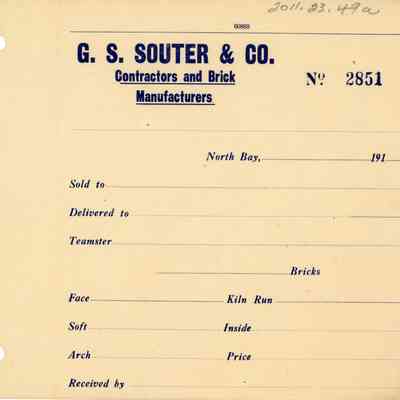 2011.23.49a
G. S. SOUTER & CO.
Contractors and Brick
Manufacturers
Nº 2851
North Bay, 191
Sold to
Delivered to
Teamster
Bricks
Face Kiln Run
Soft Inside
Arch Price
Received by